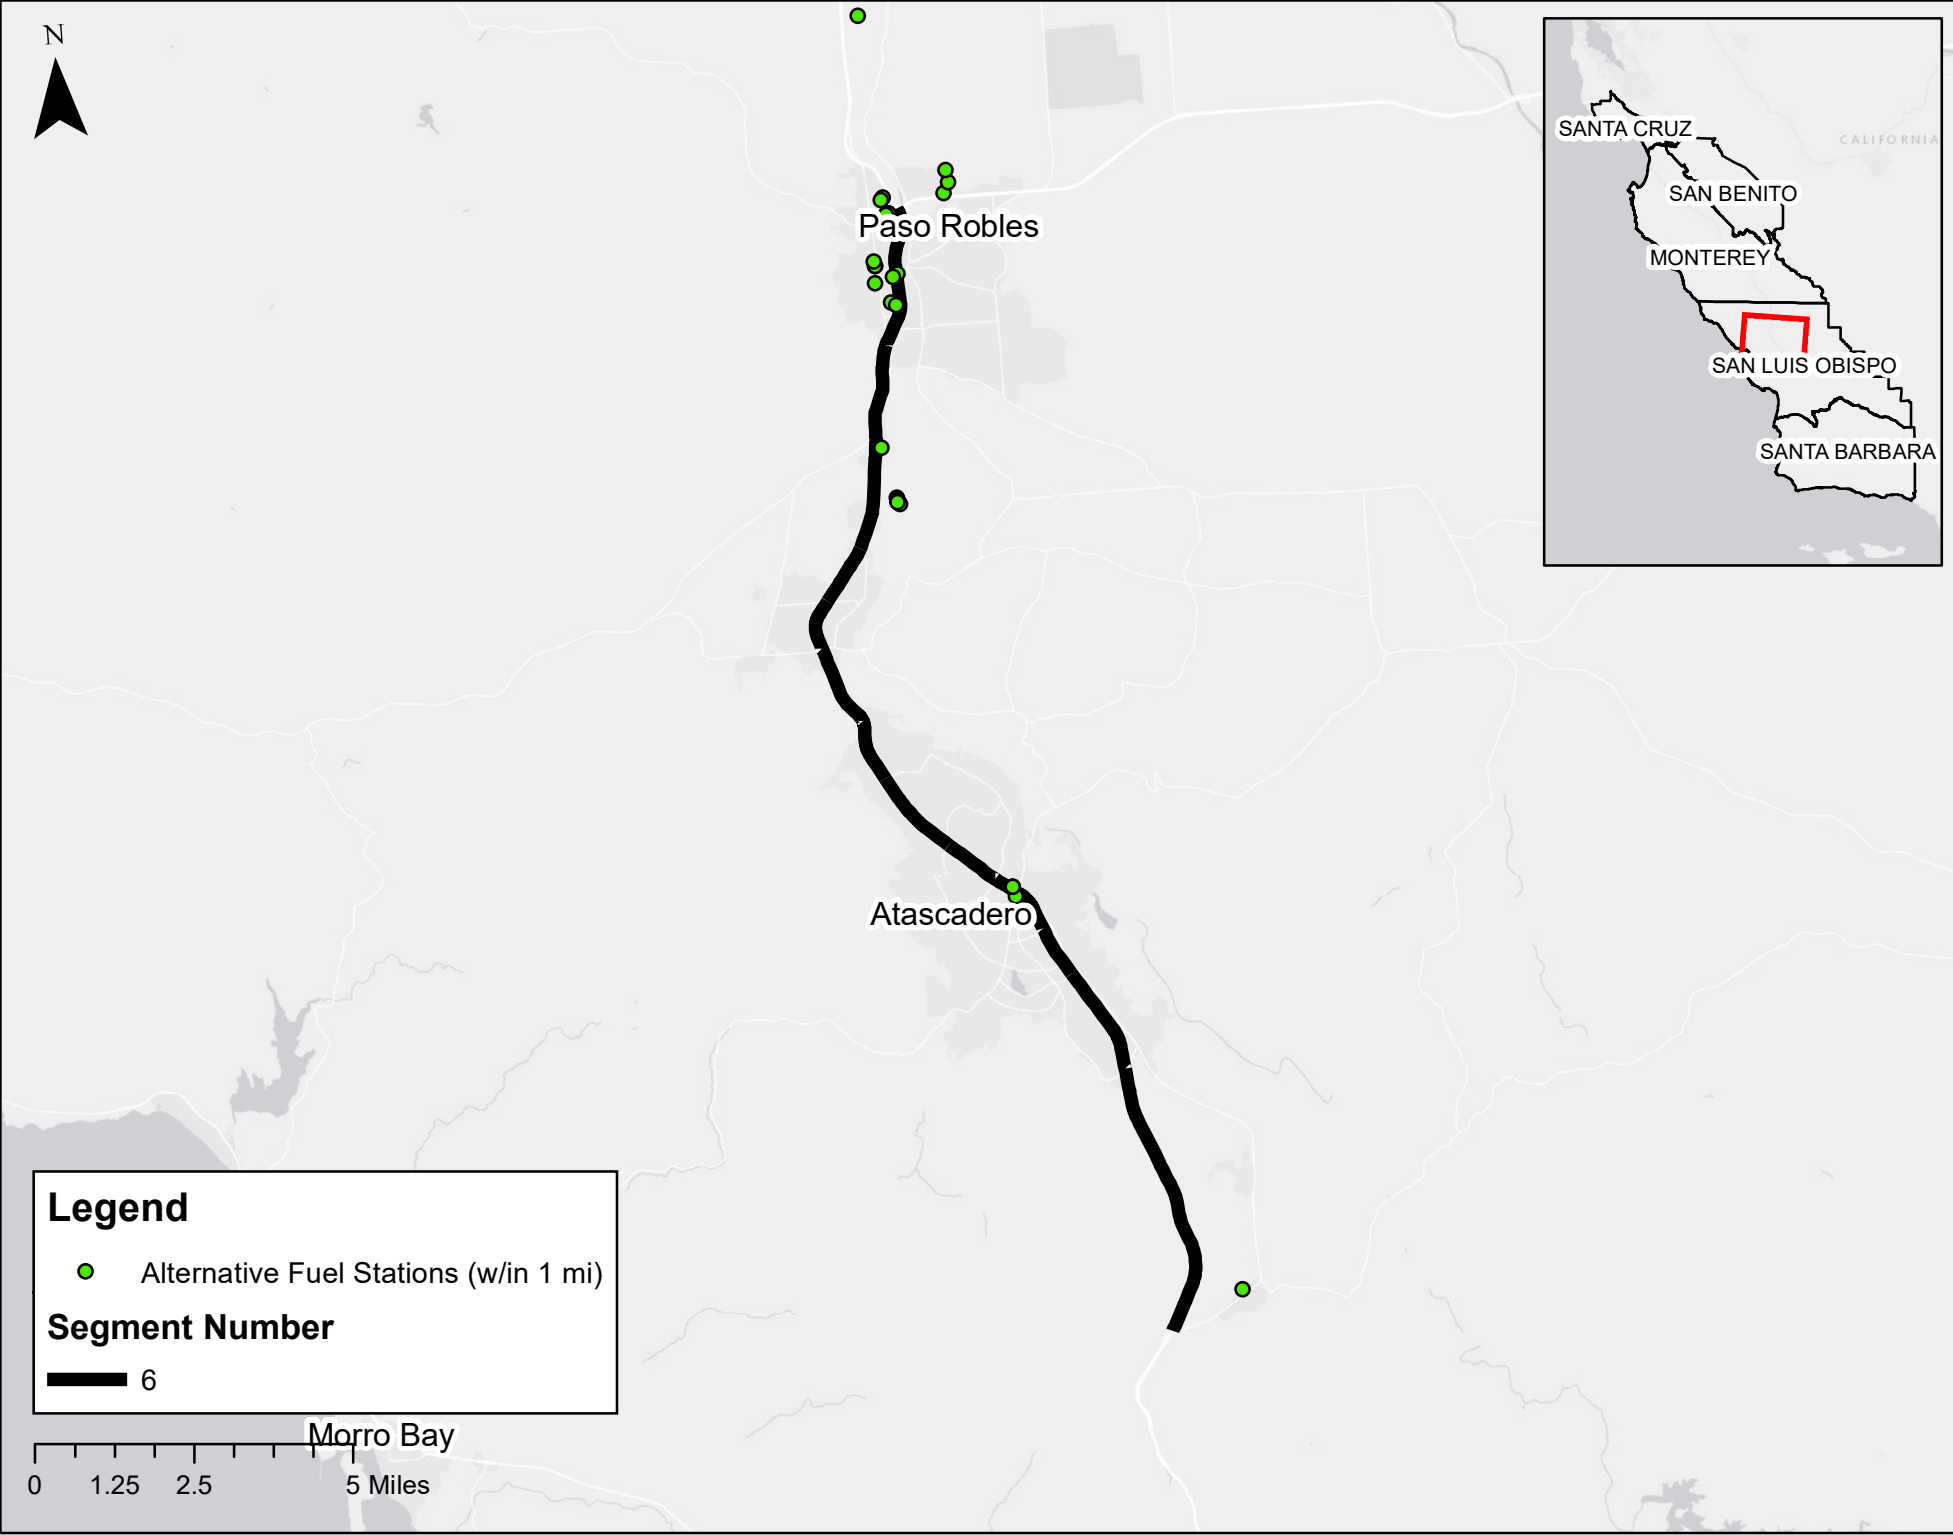 N
SANTA CRUZ
CALIFORNIA
SAN BENITO
MONTEREY
SAN LUIS OBISPO
SANTA BARBARA
Paso Robles
Atascadero
Legend
Alternative Fuel Stations (w/in 1 mi)
Segment Number
6
Morro Bay
0 1.25 2.5 5 Miles